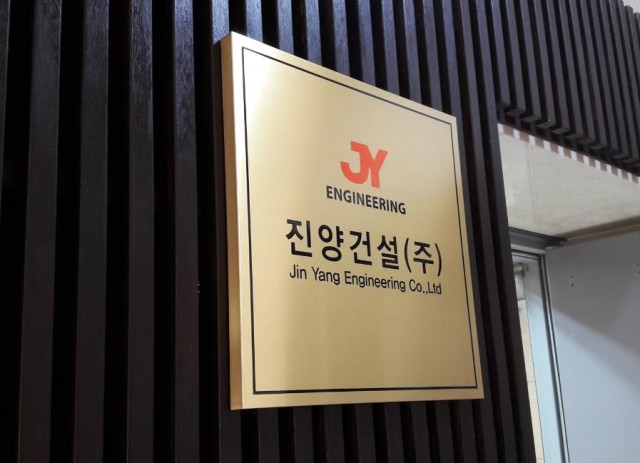 JY
ENGINEERING
진양건설(주)
Jin Yang Engineering Co.,Ltd